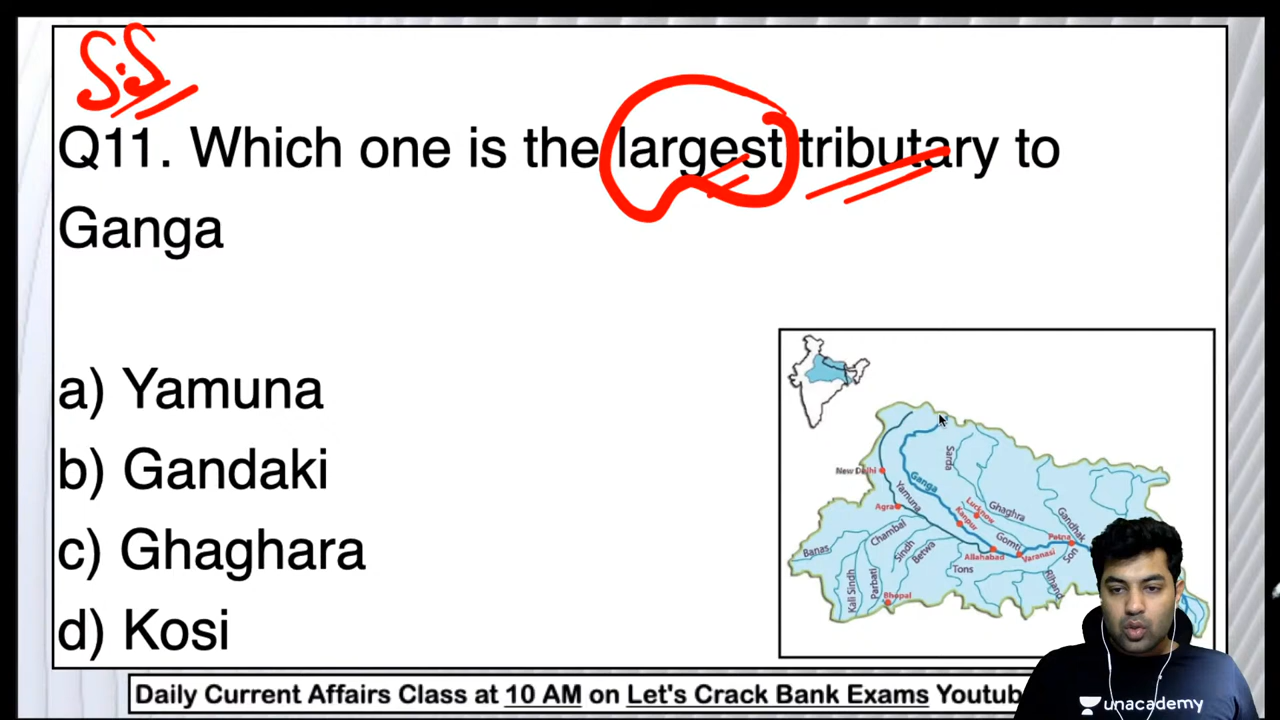 S.S
Q11. Which one is the largest tributary to
Ganga
a) Yamuna
b) Gandaki
c) Ghaghara
d) Kosi
New Delhi
Sarda
Ganga
Yamuna
Agra
Lucknow
Kanpur
Ghaghra
Gandhak
Gomti
Patna
Chambal
Banas
Sindh
Betwa
Allahabad
Varanasi
Son
Tons
Rihand
Kali Sindh
Parbati
Bhopal
Daily Current Affairs Class at 10 AM on Let's Crack Bank Exams Youtub
unacademy